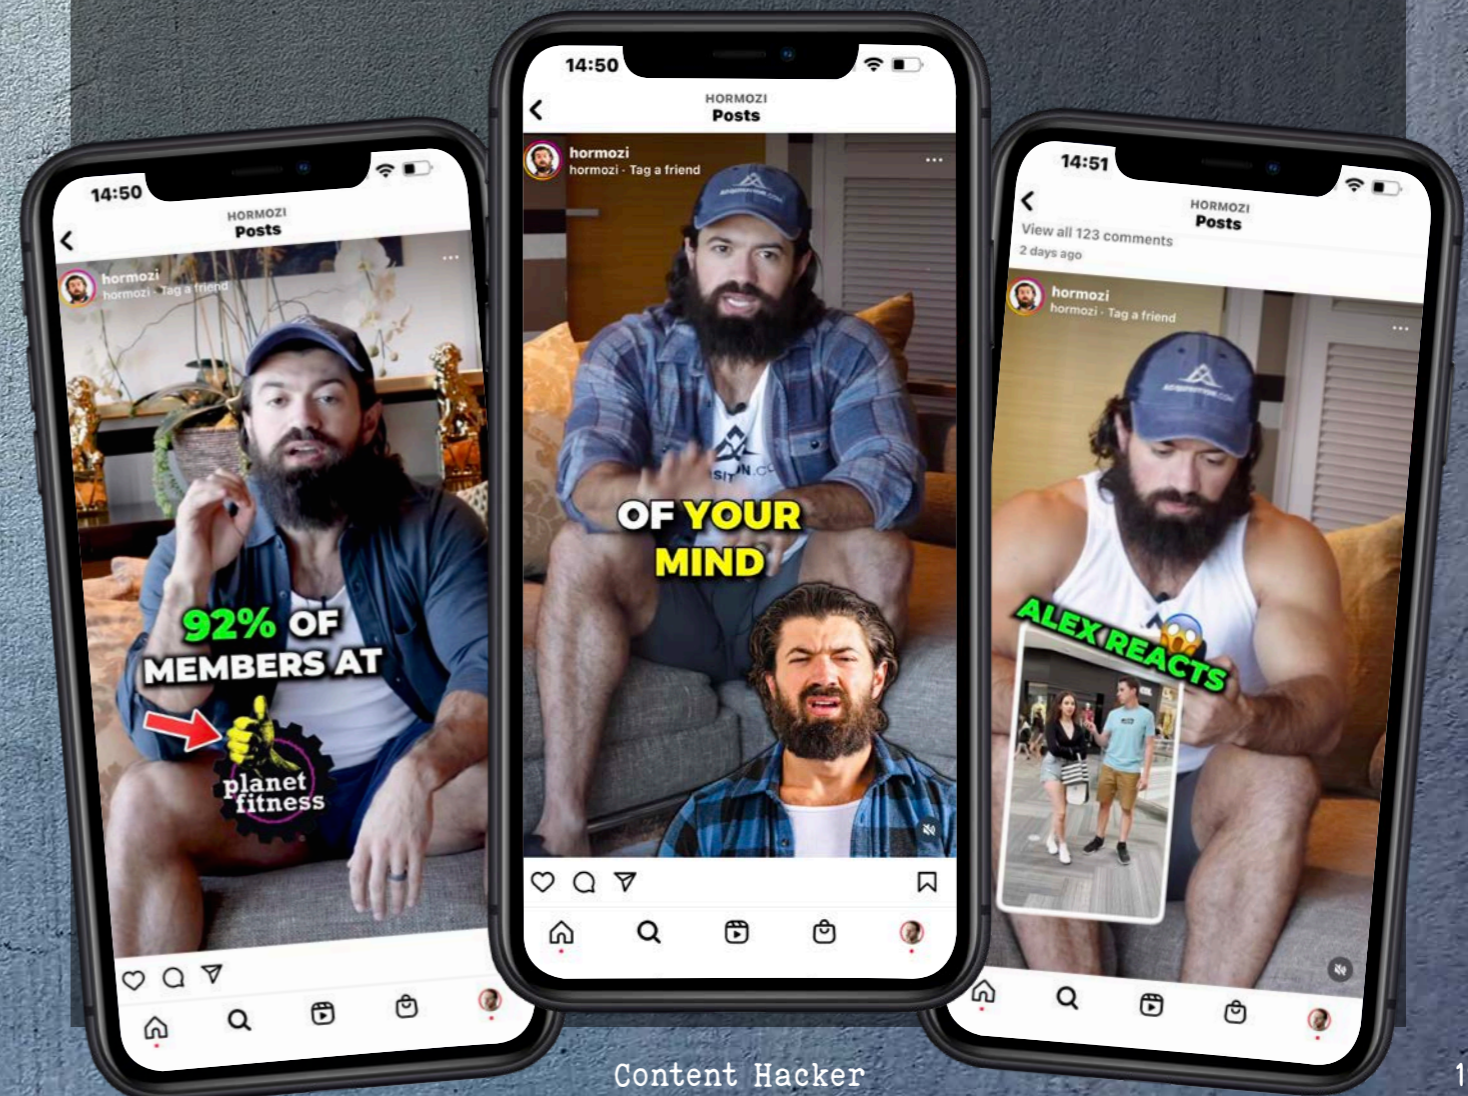 14:50
HORMOZI
Posts
hormozi
hormozi · Tag a friend
92% OF
MEMBERS AT
planet
fitness
14:50
HORMOZI
Posts
hormozi
hormozi · Tag a friend
OF YOUR
MIND
14:51
HORMOZI
Posts
View all 123 comments
2 days ago
hormozi
hormozi · Tag a friend
ALEX REACTS
Content Hacker